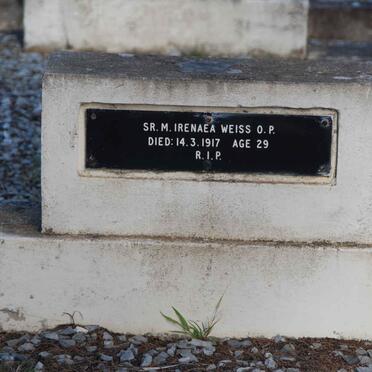 SR. M. IRENAEA WEISS O.P.
DIED: 14.3.1917 AGE 29
R.I.P.